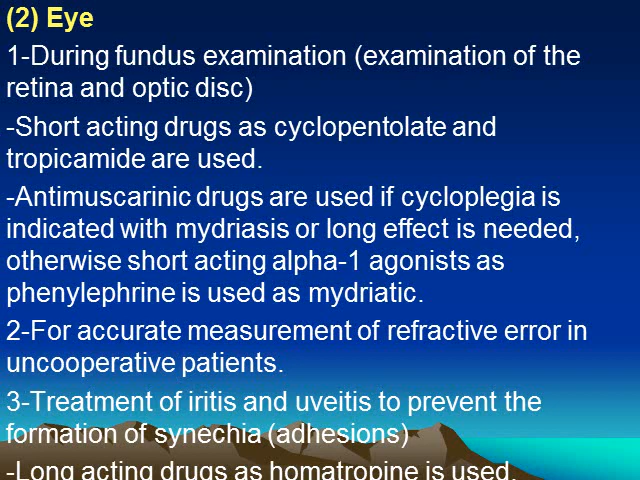 (2) Eye
1-During fundus examination (examination of the
retina and optic disc)
-Short acting drugs as cyclopentolate and
tropicamide are used.
-Antimuscarinic drugs are used if cycloplegia is
indicated with mydriasis or long effect is needed,
otherwise short acting alpha-1 agonists as
phenylephrine is used as mydriatic.
2-For accurate measurement of refractive error in
uncooperative patients.
3-Treatment of iritis and uveitis to prevent the
formation of synechia (adhesions)
-Long acting drugs as homatropine is used.